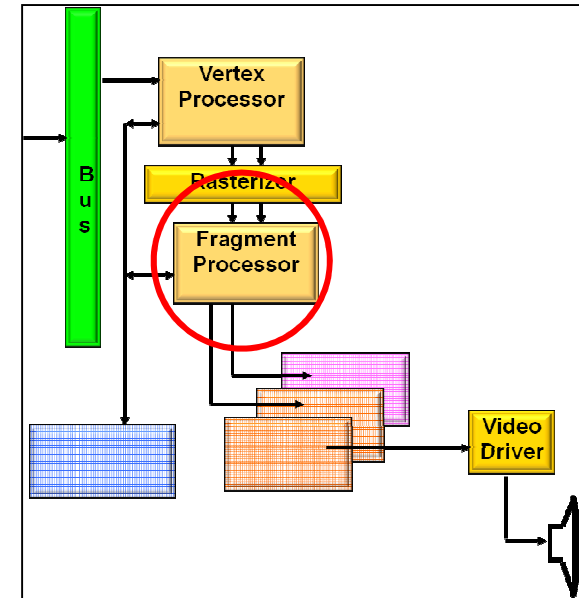 Vertex
Processor
B
u
s
Rasterizer
Fragment
Processor
Video
Driver